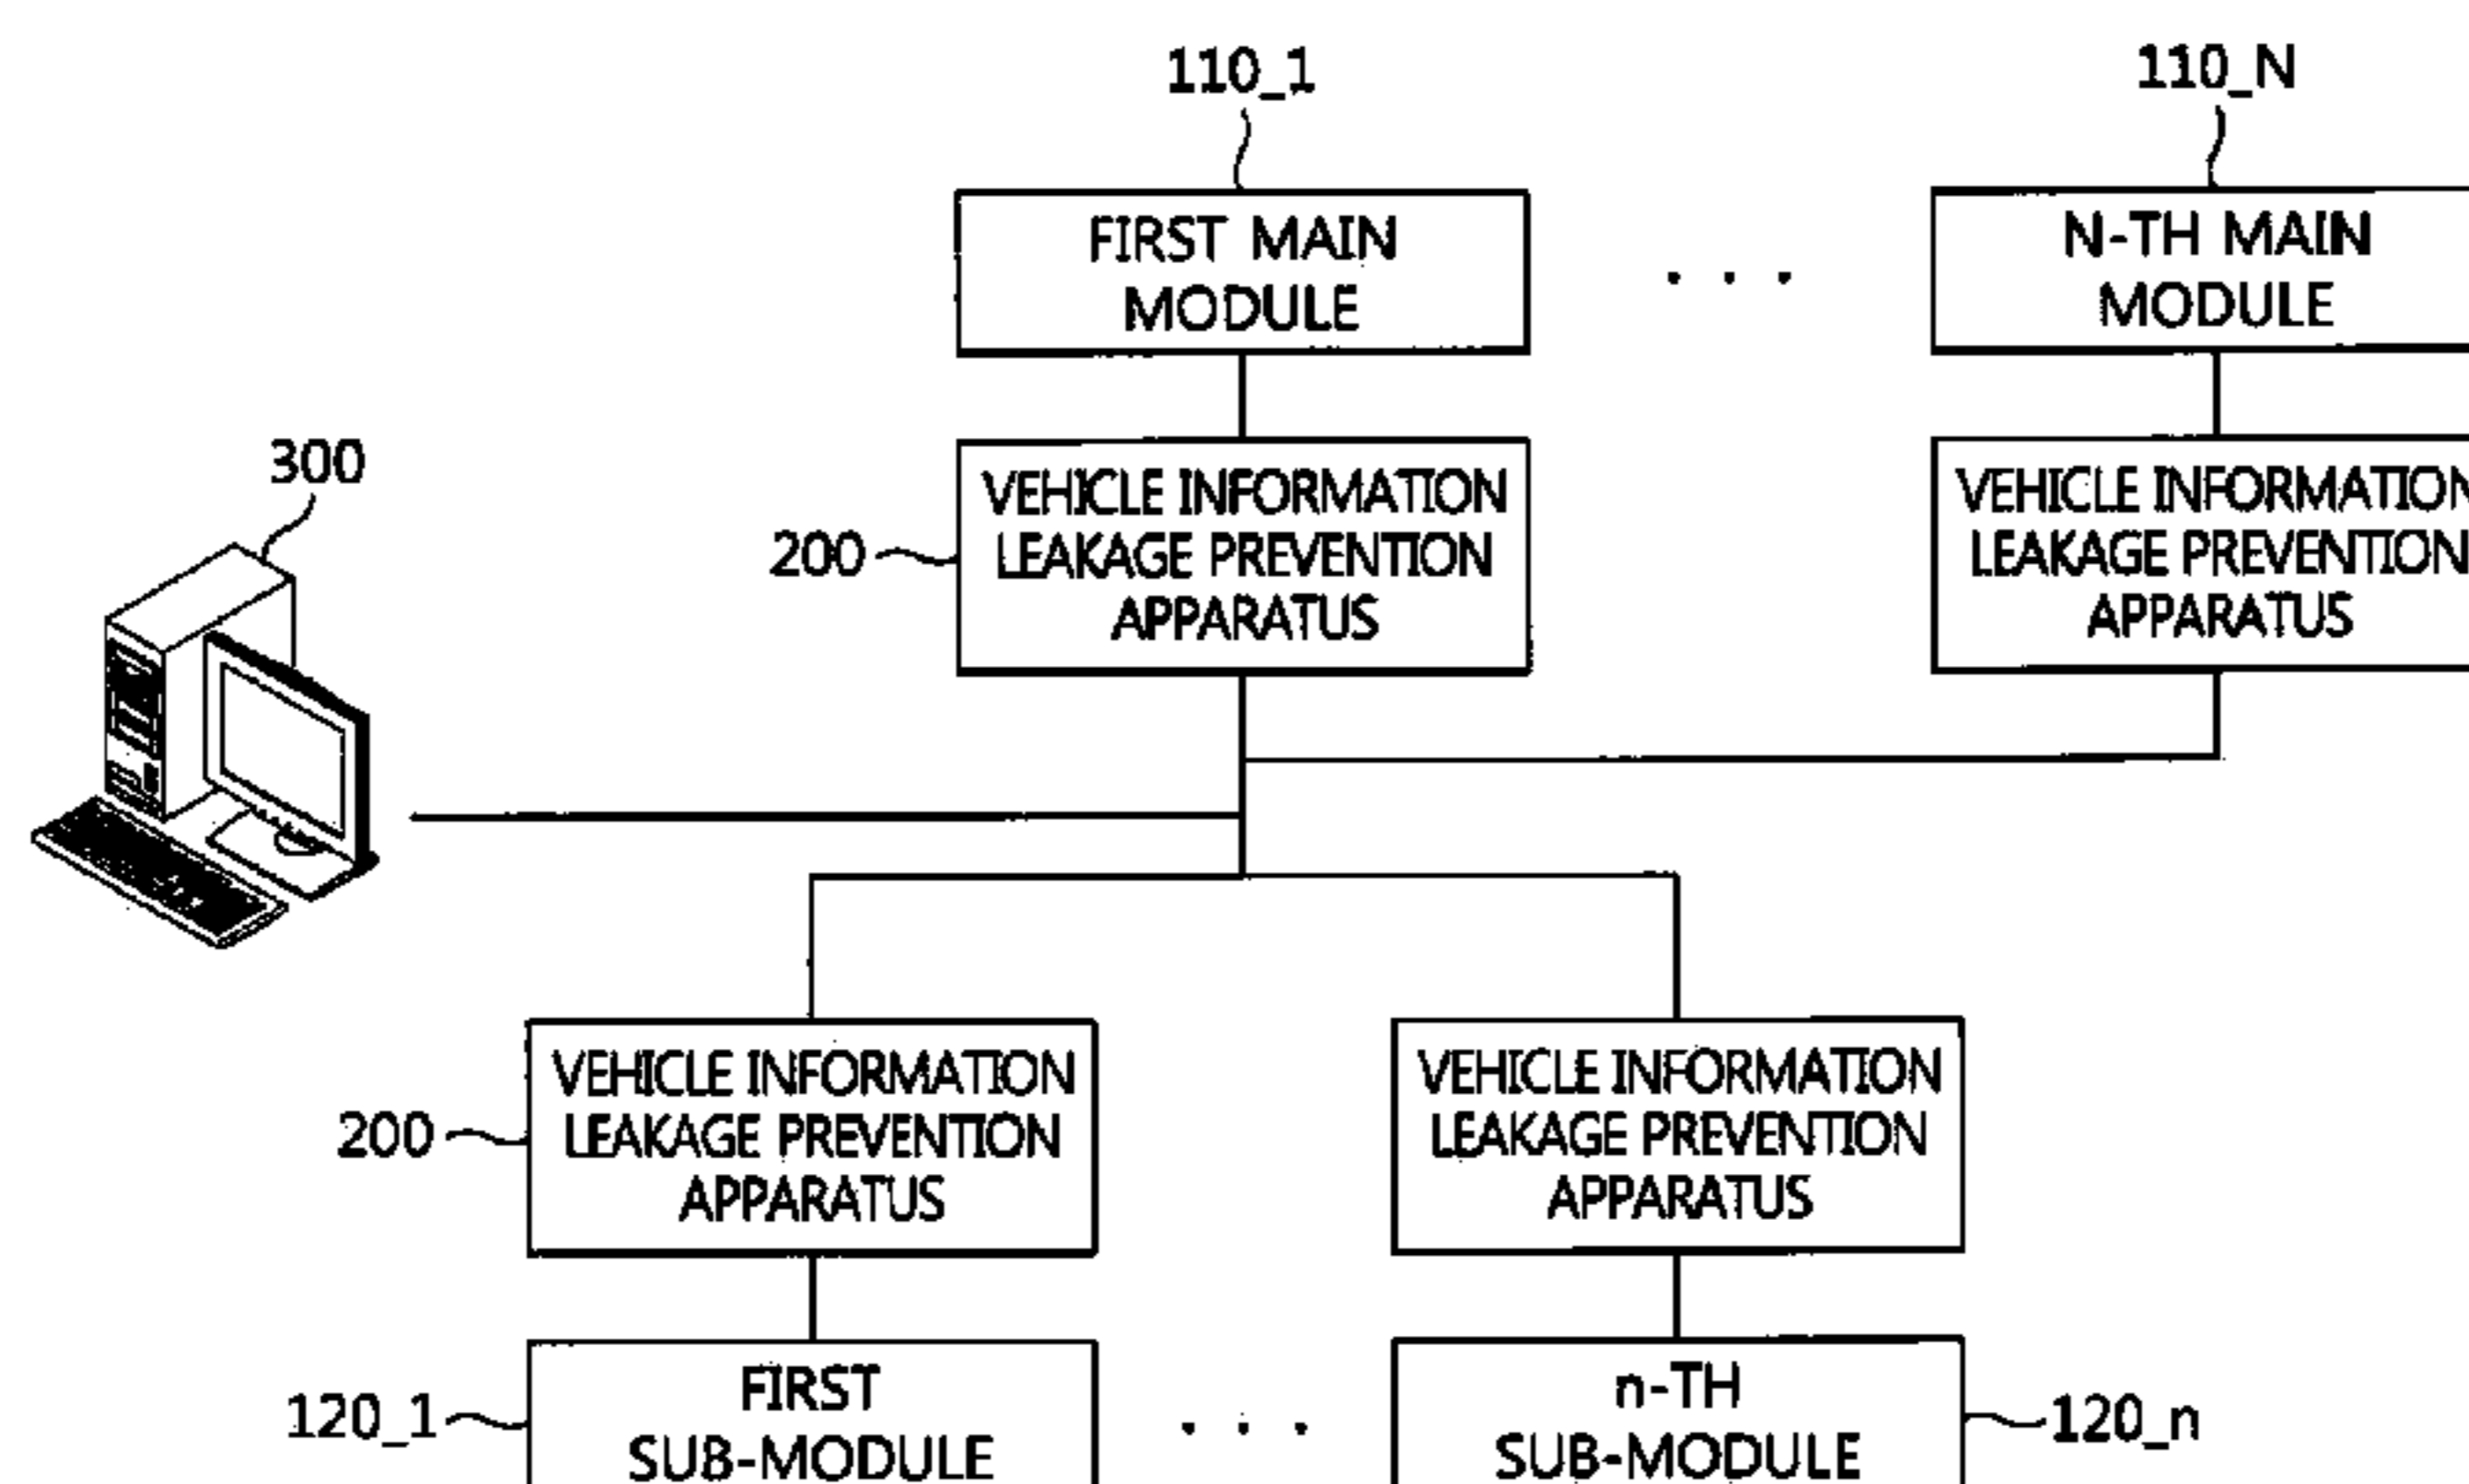 110_1
110_N
FIRST MAIN
MODULE
N-TH MAIN
MODULE
300
200
VEHICLE INFORMATION
LEAKAGE PREVENTION
APPARATUS
VEHICLE INFORMATION
LEAKAGE PREVENTION
APPARATUS
200
VEHICLE INFORMATION
LEAKAGE PREVENTION
APPARATUS
VEHICLE INFORMATION
LEAKAGE PREVENTION
APPARATUS
120_1
FIRST
SUB-MODULE
n-TH
SUB-MODULE
120_n